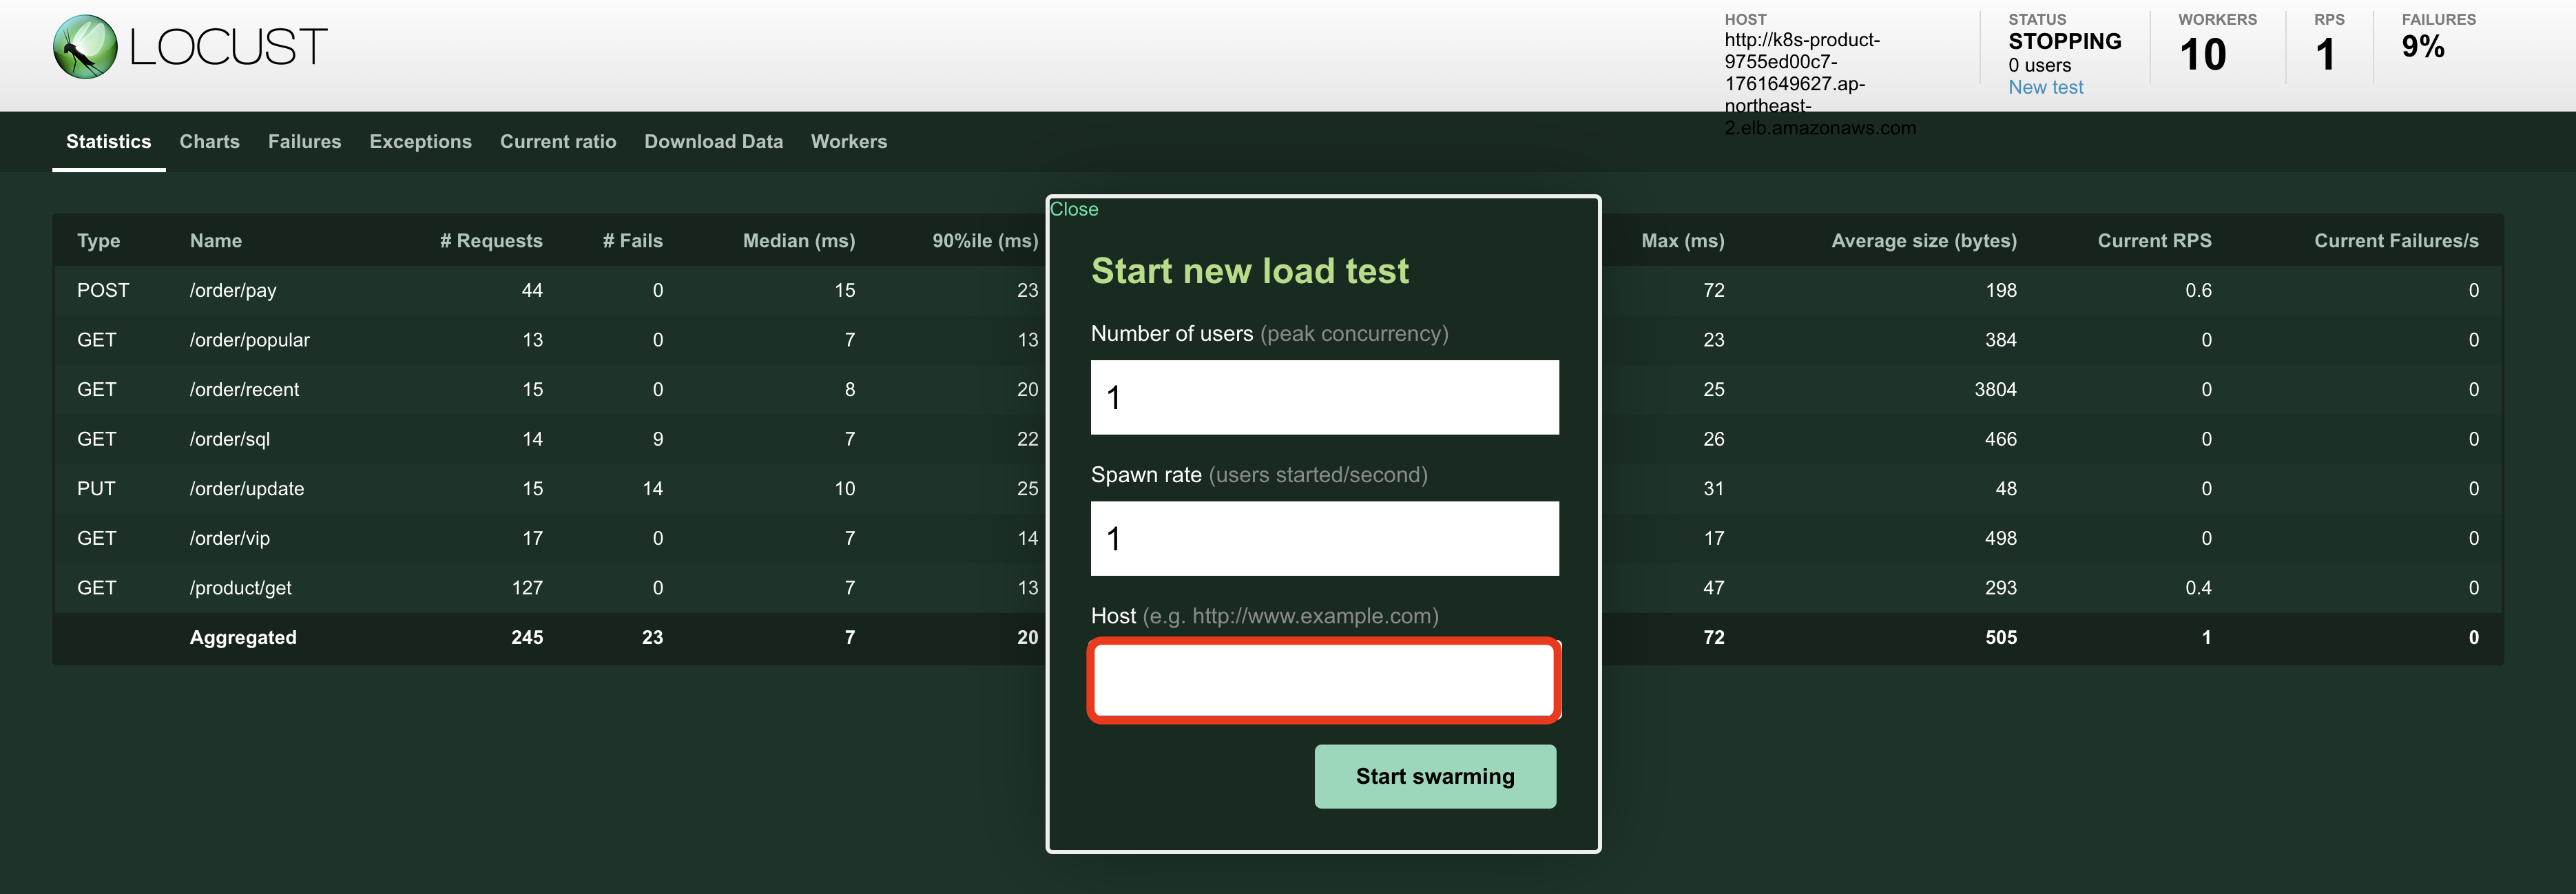 LOCUST
HOST
http://k8s-product-
9755ed00c7-
1761649627.ap-
northeast-
2.elb.amazonaws.com
STATUS
STOPPING
0 users
New test
WORKERS
10
RPS
1
FAILURES
9%
Statistics Charts Failures Exceptions Current ratio Download Data Workers
Type Name # Requests # Fails Median (ms) 90%ile (ms) Max (ms) Average size (bytes) Current RPS Current Failures/s
POST /order/pay 44 0 15 23 72 198 0.6 0
GET /order/popular 13 0 7 13 23 384 0 0
GET /order/recent 15 0 8 20 25 3804 0 0
GET /order/sql 14 9 7 22 26 466 0 0
PUT /order/update 15 14 10 25 31 48 0 0
GET /order/vip 17 0 7 14 17 498 0 0
GET /product/get 127 0 7 13 47 293 0.4 0
Aggregated 245 23 7 20 72 505 1 0
Close
Start new load test
Number of users (peak concurrency)
1
Spawn rate (users started/second)
1
Host (e.g. http://www.example.com)
Start swarming